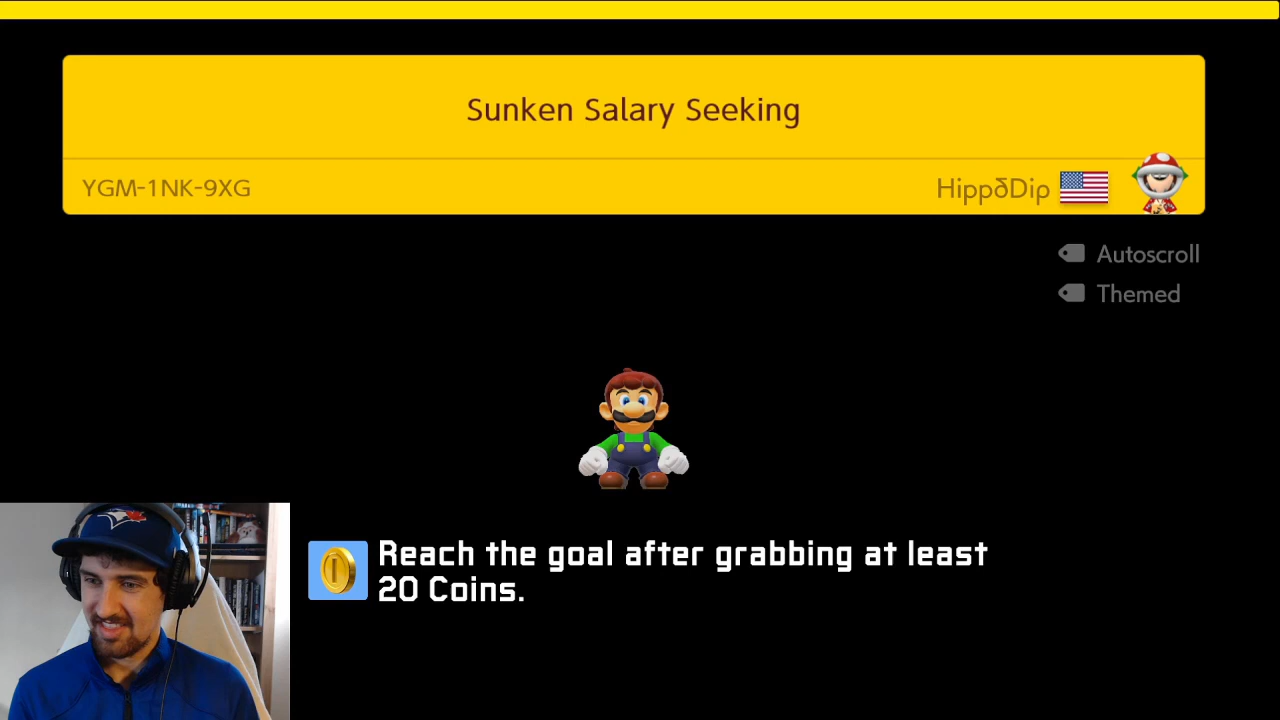 Sunken Salary Seeking
YGM-1NK-9XG
HippδDip
Autoscroll
Themed
Reach the goal after grabbing at least
20 Coins.